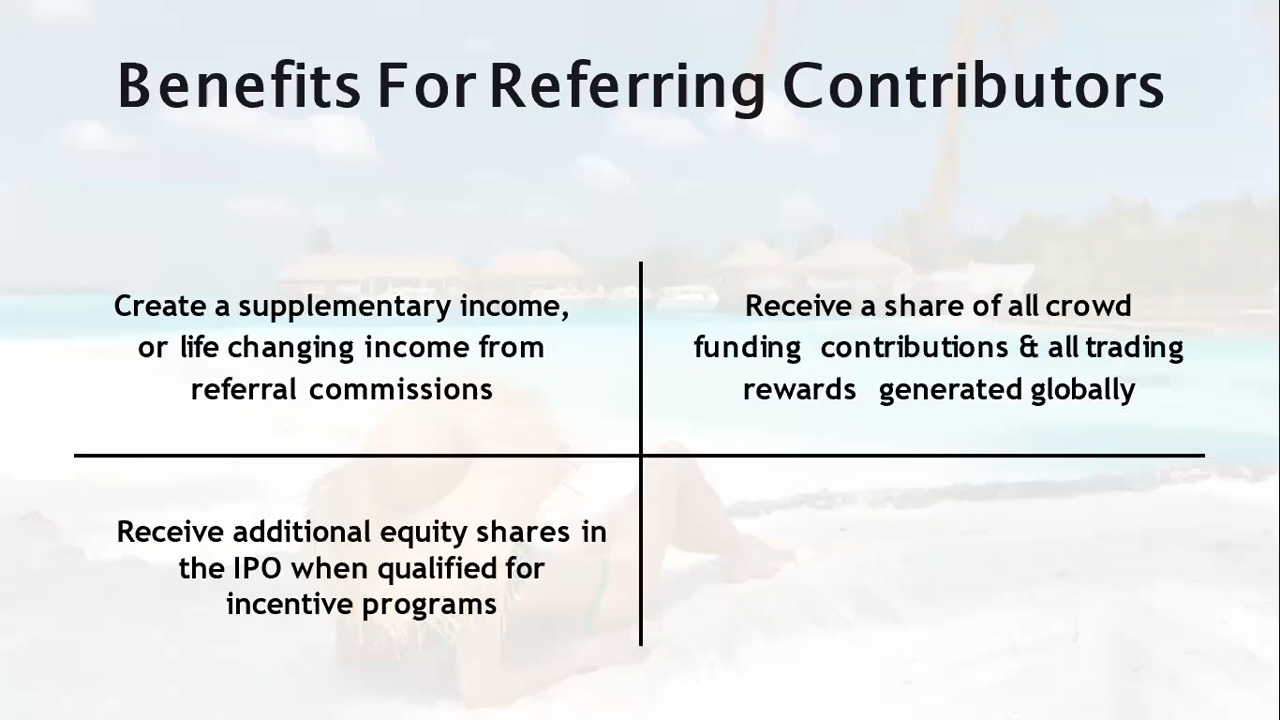 Benefits For Referring Contributors
Create a supplementary income,
or life changing income from
referral commissions
Receive a share of all crowd
funding contributions & all trading
rewards generated globally
Receive additional equity shares in
the IPO when qualified for
incentive programs